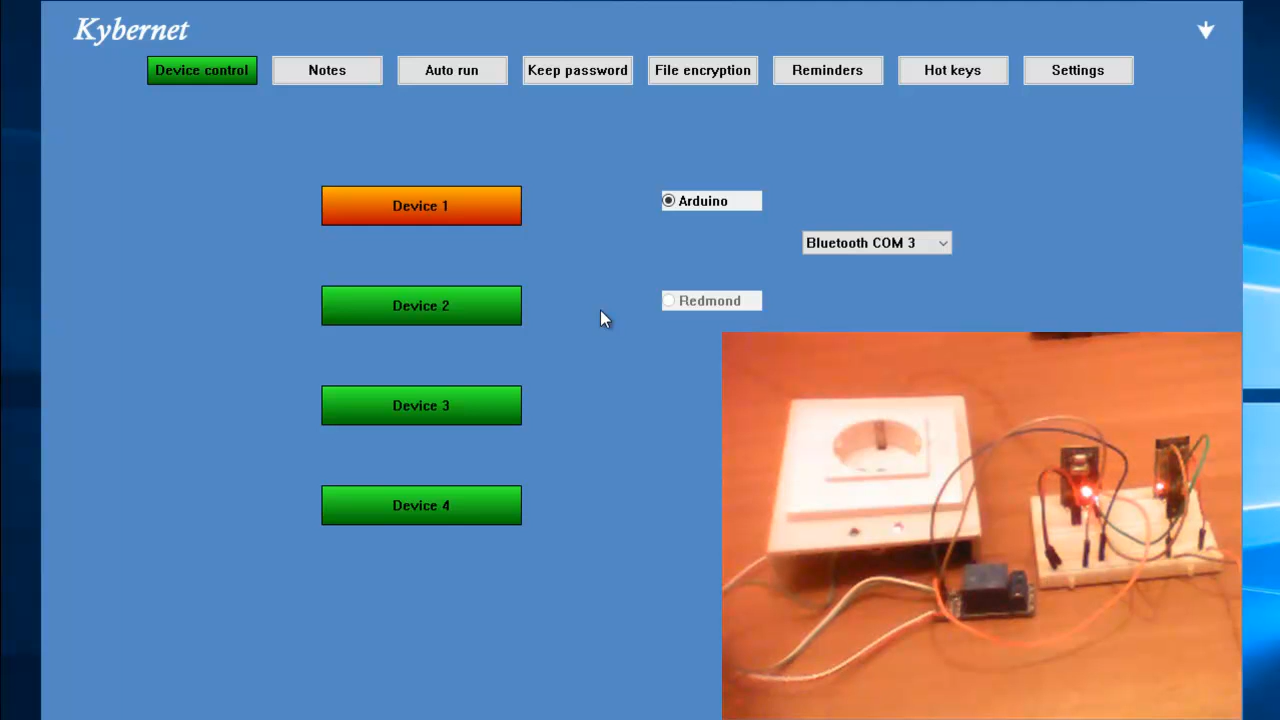 Kybernet
Device control
Notes
Auto run
Keep password
File encryption
Reminders
Hot keys
Settings
Device 1
Arduino
Bluetooth COM 3
Device 2
Redmond
Device 3
Device 4